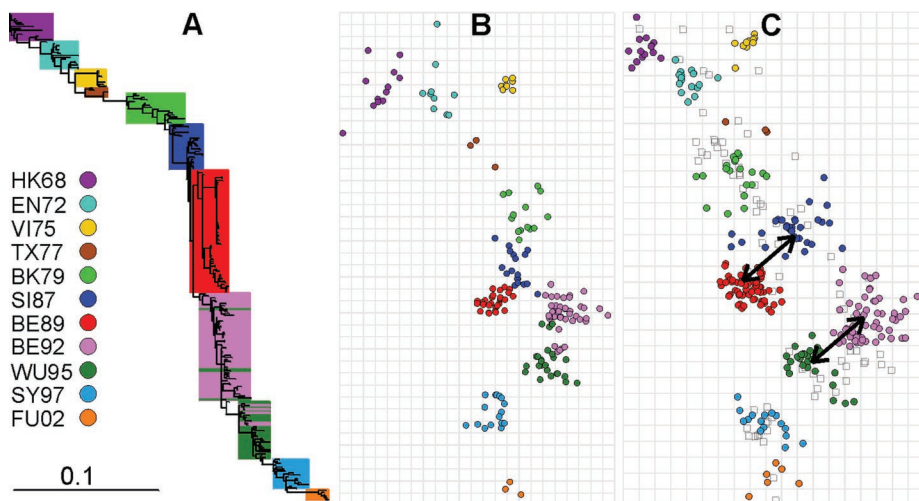 A
B
C
HK68
EN72
VI75
TX77
BK79
SI87
BE89
BE92
WU95
SY97
FU02
0.1